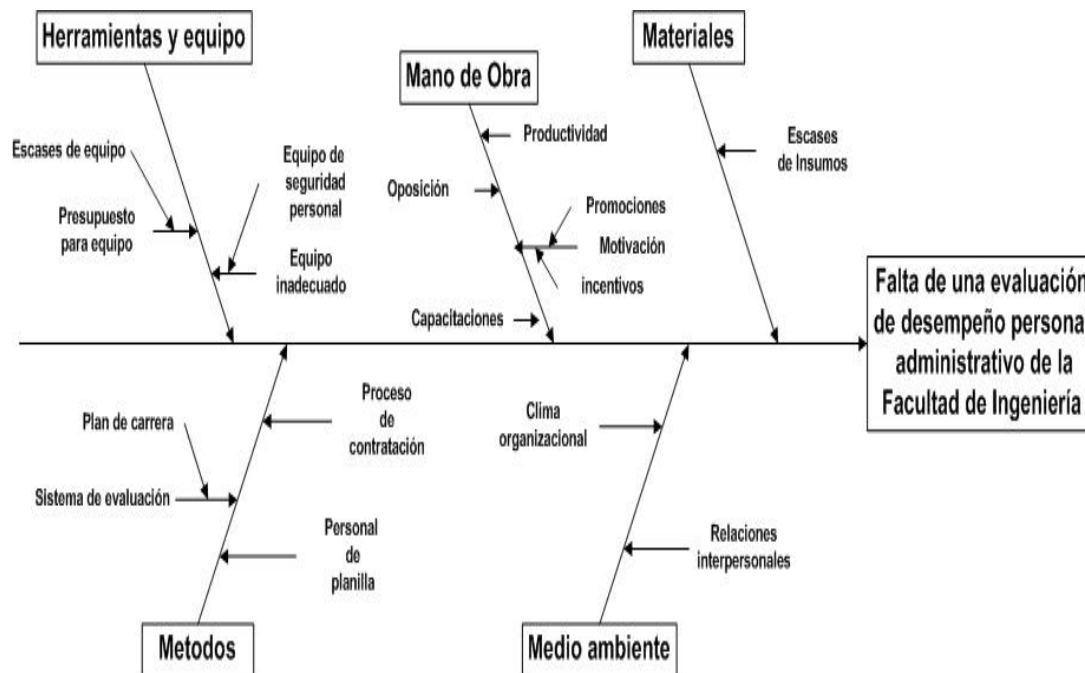 Herramientas y equipo
Materiales
Mano de Obra
Productividad
Escases de equipo
Equipo de
seguridad
personal
Escases
de Insumos
Oposición
Promociones
Presupuesto
para equipo
Motivación
Equipo
inadecuado
incentivos
Capacitaciones
Falta de una evaluación
de desempeño persona
administrativo de la
Facultad de Ingeniería
Proceso
de
contratación
Clima
organizacional
Plan de carrera
Sistema de evaluación
Personal
de
planilla
Relaciones
interpersonales
Metodos
Medio ambiente